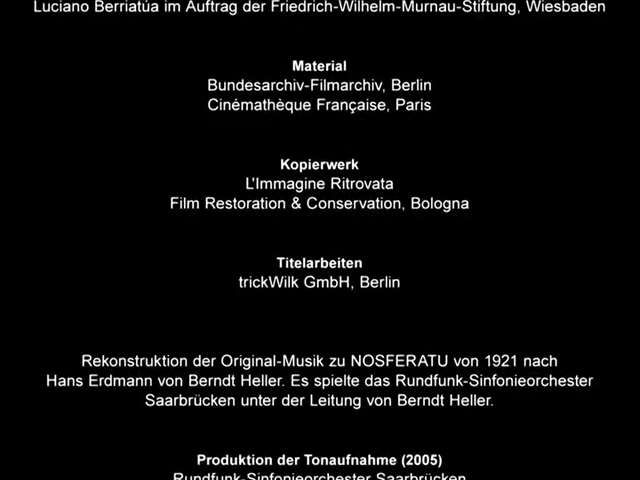 Luciano Berriatúa im Auftrag der Friedrich-Wilhelm-Murnau-Stiftung, Wiesbaden
Material
Bundesarchiv-Filmarchiv, Berlin
Cinémathèque Française, Paris
Kopierwerk
L'Immagine Ritrovata
Film Restoration & Conservation, Bologna
Titelarbeiten
trickWilk GmbH, Berlin
Rekonstruktion der Original-Musik zu NOSFERATU von 1921 nach
Hans Erdmann von Berndt Heller. Es spielte das Rundfunk-Sinfonieorchester
Saarbrücken unter der Leitung von Berndt Heller.
Produktion der Tonaufnahme (2005)
Rundfunk-Sinfonieorchester Saarbrücken